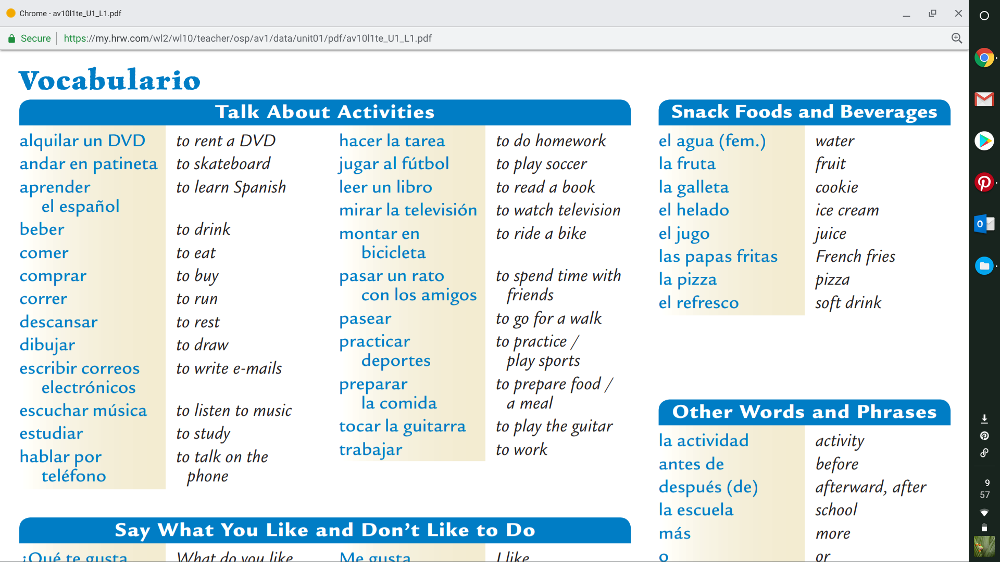 Chrome - av10l1te_U1_L1.pdf
Secure
https://my.hrw.com/wl2/wl10/teacher/osp/av1/data/unit01/pdf/av10l1te_U1_L1.pdf
Vocabulario
Talk About Activities
alquilar un DVD to rent a DVD
andar en patineta to skateboard
aprender to learn Spanish
el español
beber to drink
comer to eat
comprar to buy
correr to run
descansar to rest
dibujar to draw
escribir correos to write e-mails
electrónicos
escuchar música to listen to music
estudiar to study
hablar por to talk on the
teléfono phone
hacer la tarea to do homework
jugar al fútbol to play soccer
leer un libro to read a book
mirar la televisión to watch television
montar en to ride a bike
bicicleta
pasar un rato to spend time with
con los amigos friends
pasear to go for a walk
practicar to practice /
deportes play sports
preparar to prepare food /
la comida a meal
tocar la guitarra to play the guitar
trabajar to work
Say What You Like and Don't Like to Do
¿Qué te gusta What do you like
Me gusta I like
Snack Foods and Beverages
el agua (fem.) water
la fruta fruit
la galleta cookie
el helado ice cream
el jugo juice
las papas fritas French fries
la pizza pizza
el refresco soft drink
Other Words and Phrases
la actividad activity
antes de before
después (de) afterward, after
la escuela school
más more
o or
9
57